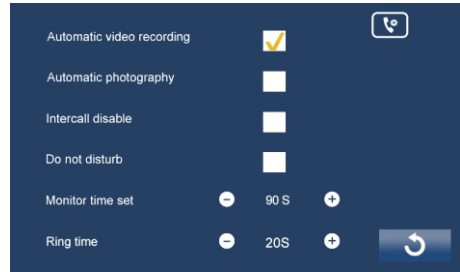 Automatic video recording
Automatic photography
Intercall disable
Do not disturb
Monitor time set 90 S
Ring time 20S